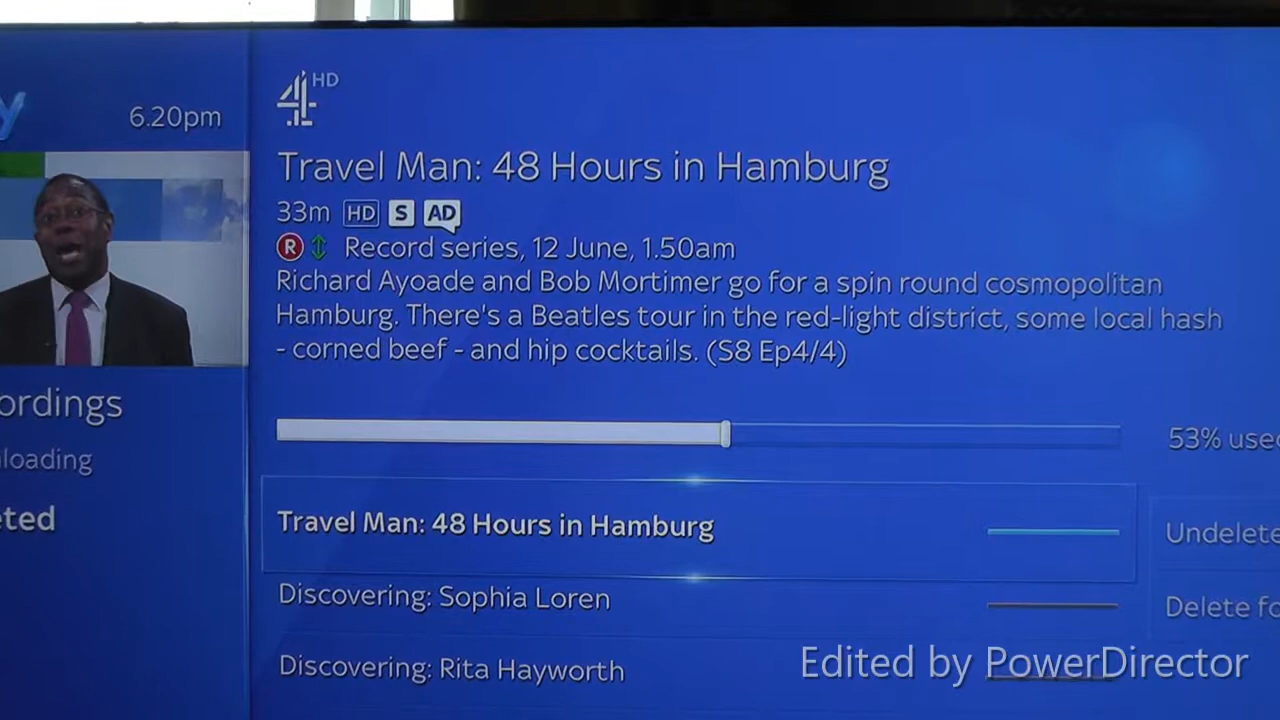 y
6.20pm
4 HD
Travel Man: 48 Hours in Hamburg
33m HD S AD
R Record series, 12 June, 1.50am
Richard Ayoade and Bob Mortimer go for a spin round cosmopolitan
Hamburg. There's a Beatles tour in the red-light district, some local hash
- corned beef - and hip cocktails. (S8 Ep4/4)
ordings
loading
eted
53% used
Travel Man: 48 Hours in Hamburg
Undelete
Discovering: Sophia Loren
Delete fo
Discovering: Rita Hayworth
Edited by PowerDirector